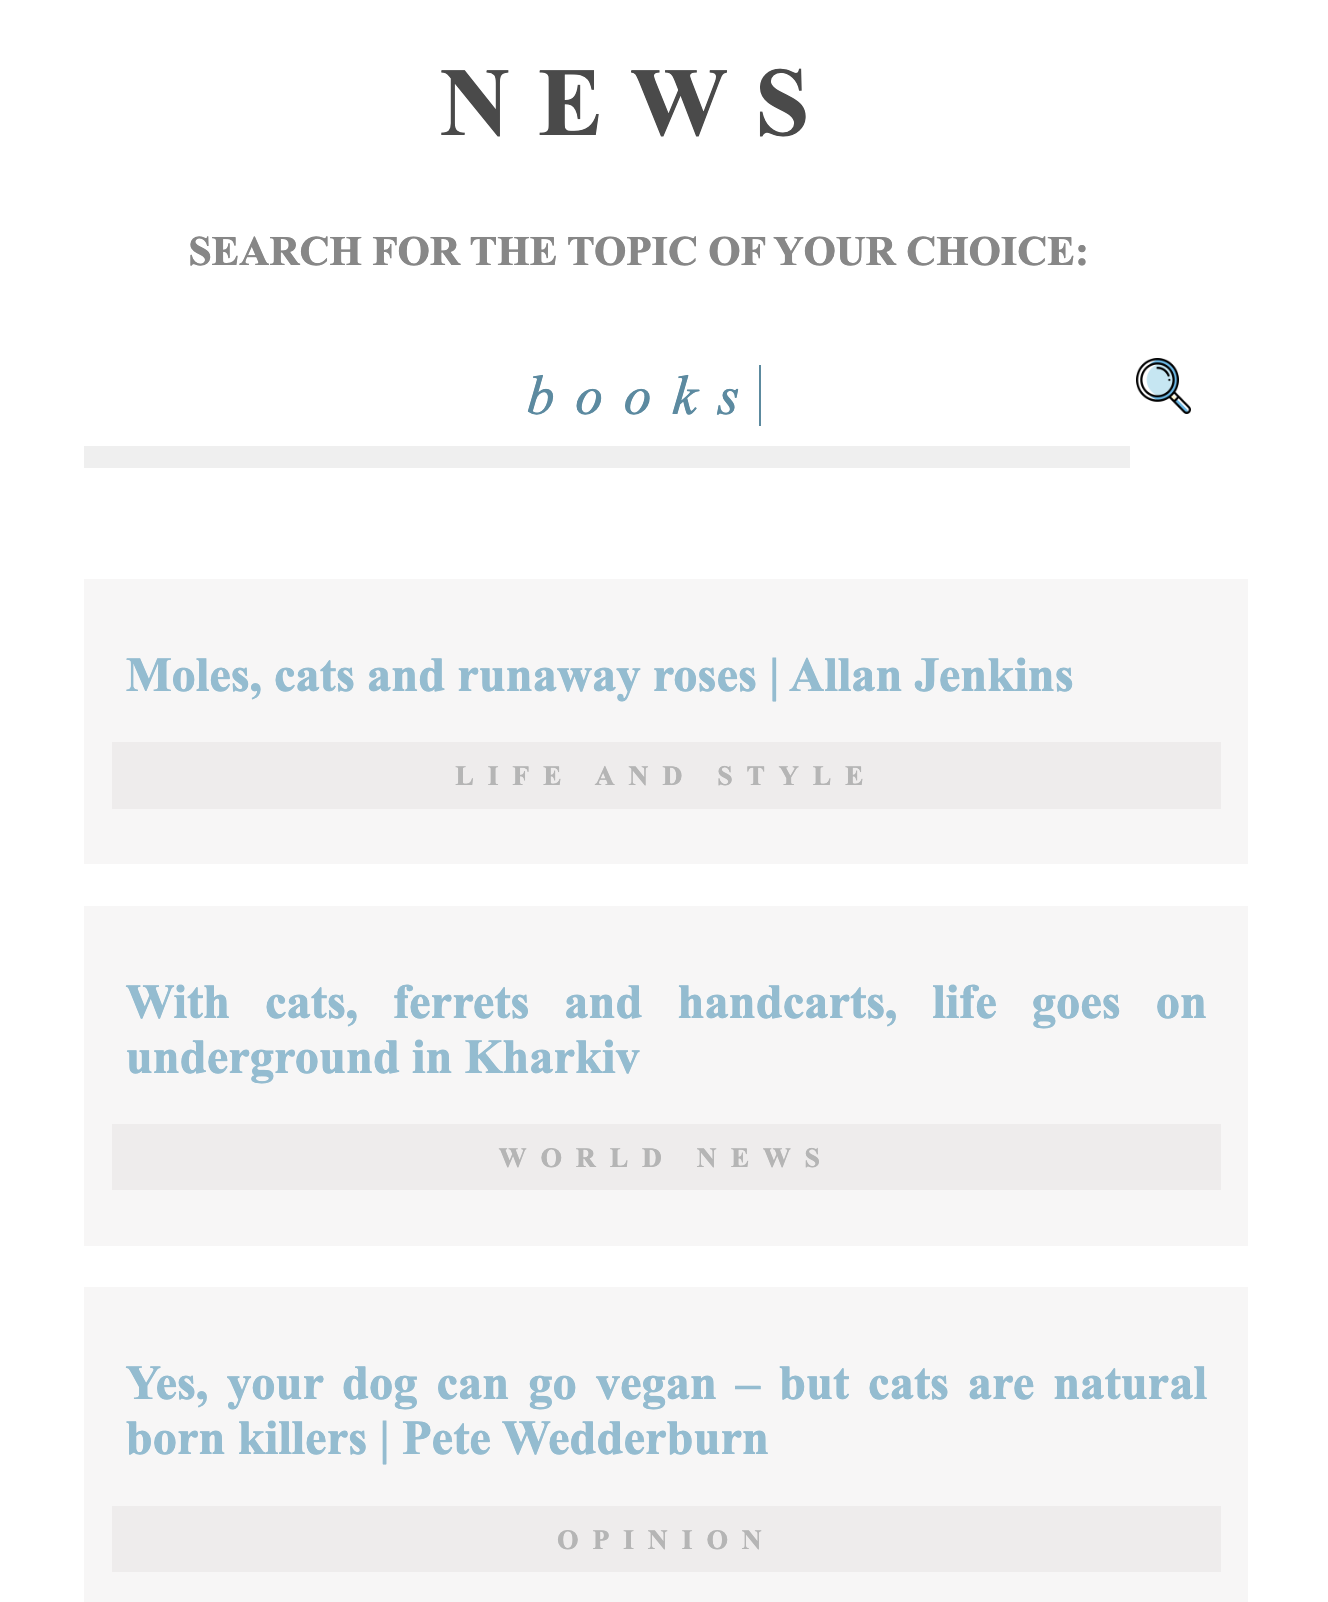 NEWS
SEARCH FOR THE TOPIC OF YOUR CHOICE:
books
Moles, cats and runaway roses | Allan Jenkins
LIFE AND STYLE
With cats, ferrets and handcarts, life goes on
underground in Kharkiv
WORLD NEWS
Yes, your dog can go vegan – but cats are natural
born killers | Pete Wedderburn
OPINION